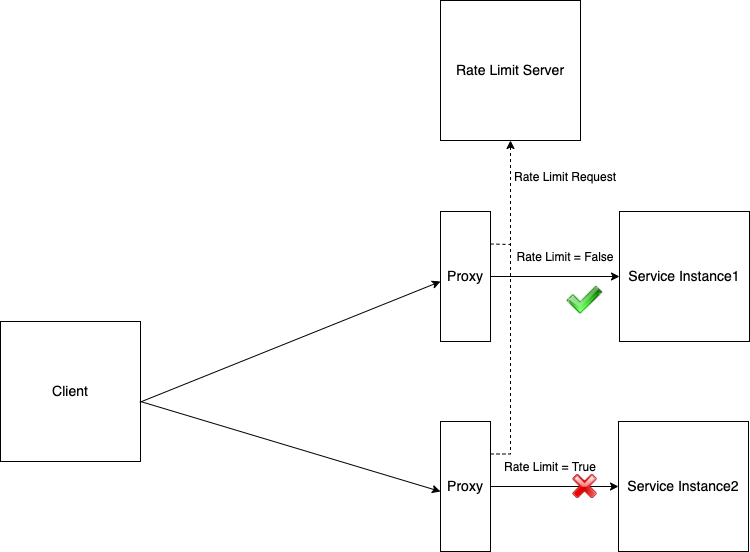 Rate Limit Server
Rate Limit Request
Rate Limit = False
Proxy
Service Instance1
Client
Rate Limit = True
Proxy
Service Instance2